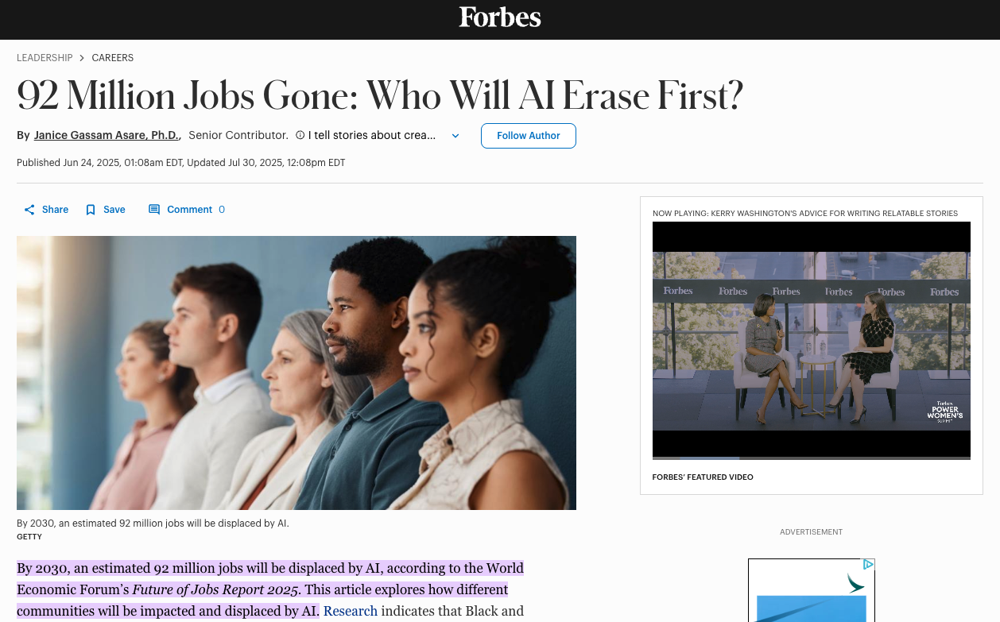 Forbes
LEADERSHIP > CAREERS
92 Million Jobs Gone: Who Will AI Erase First?
By Janice Gassam Asare, Ph.D., Senior Contributor. I tell stories about crea...
Follow Author
Published Jun 24, 2025, 01:08am EDT, Updated Jul 30, 2025, 12:08pm EDT
Share Save Comment 0
By 2030, an estimated 92 million jobs will be displaced by AI.
GETTY
By 2030, an estimated 92 million jobs will be displaced by AI, according to the World
Economic Forum's Future of Jobs Report 2025. This article explores how different
communities will be impacted and displaced by AI. Research indicates that Black and
NOW PLAYING: KERRY WASHINGTON'S ADVICE FOR WRITING RELATABLE STORIES
Forbes Forbes Forbes Forbes Forbes Forbes
Forbes
POWER
WOMEN'S
SUMMIT
FORBES' FEATURED VIDEO
ADVERTISEMENT